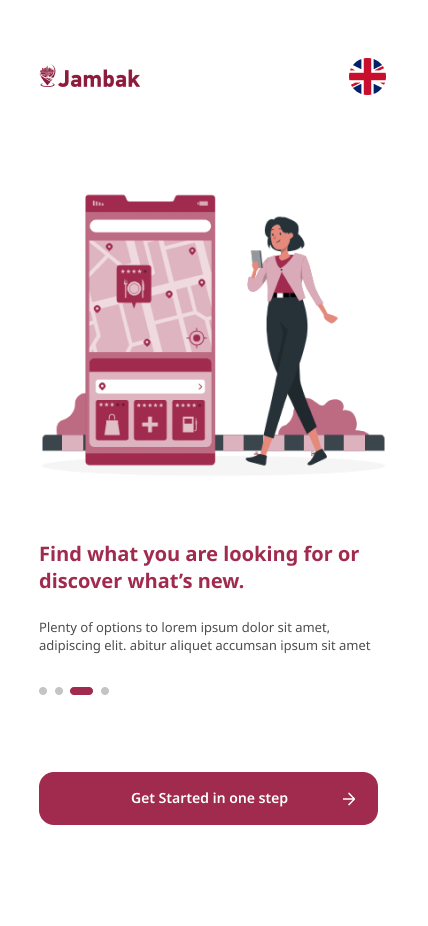 Jambak
Find what you are looking for or
discover what’s new.
Plenty of options to lorem ipsum dolor sit amet,
adipiscing elit. abitur aliquet accumsan ipsum sit amet
Get Started in one step